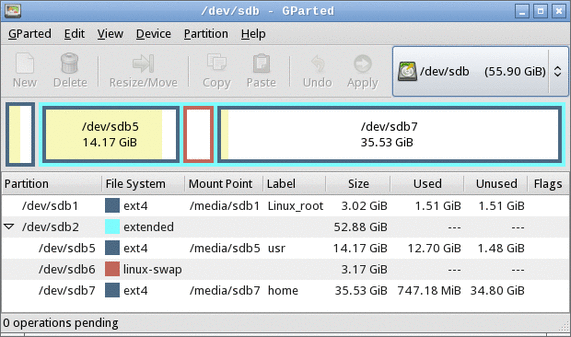 /dev/sdb - GParted
GParted Edit View Device Partition Help
New Delete Resize/Move Copy Paste Undo Apply /dev/sdb (55.90 GiB)
/dev/sdb5 /dev/sdb7
14.17 GiB 35.53 GiB
Partition File System Mount Point Label Size Used Unused Flags
/dev/sdb1 ext4 /media/sdb1 Linux_root 3.02 GiB 1.51 GiB 1.51 GiB
/dev/sdb2 extended 52.88 GiB --- ---
/dev/sdb5 ext4 /media/sdb5 usr 14.17 GiB 12.70 GiB 1.48 GiB
/dev/sdb6 linux-swap 3.17 GiB --- ---
/dev/sdb7 ext4 /media/sdb7 home 35.53 GiB 747.18 MiB 34.80 GiB
0 operations pending